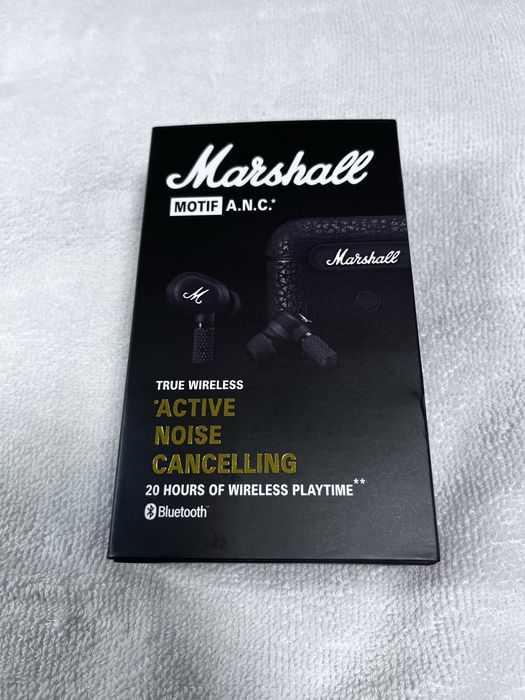 Marshall
MOTIF A.N.C.*
Marshall
M
TRUE WIRELESS
*ACTIVE
NOISE
CANCELLING
20 HOURS OF WIRELESS PLAYTIME**
Bluetooth®